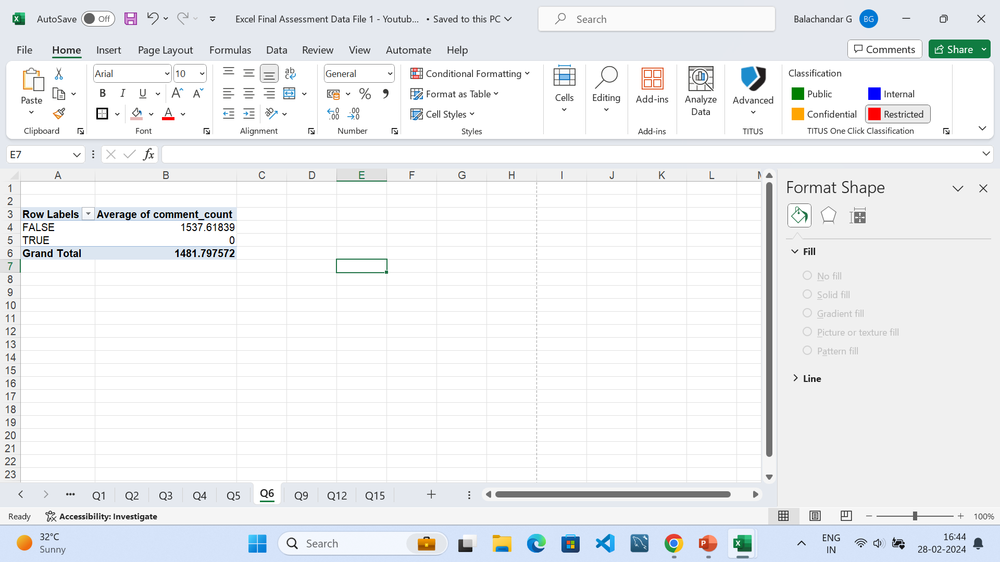 AutoSave Off Excel Final Assessment Data File 1 - Youtub... • Saved to this PC Search Balachandar G BG
File Home Insert Page Layout Formulas Data Review View Automate Help Comments Share
Paste
Clipboard
Arial 10
B I U
Font
ab
Alignment
General
% ,
Number
Conditional Formatting
Format as Table
Cell Styles
Styles
Cells
Editing
Add-ins
Add-ins
Analyze
Data
Advanced
TITUS
Classification
Public Internal
Confidential Restricted
TITUS One Click Classification
E7 fx
A B C D E F G H I J K L
1
2
3 Row Labels Average of comment_count
4 FALSE 1537.61839
5 TRUE 0
6 Grand Total 1481.797572
7
8
9
10
11
12
13
14
15
16
17
18
19
20
21
22
23
Format Shape
Fill
No fill
Solid fill
Gradient fill
Picture or texture fill
Pattern fill
Line
... Q1 Q2 Q3 Q4 Q5 Q6 Q9 Q12 Q15 +
Ready Accessibility: Investigate 100%
32°C
Sunny
Search
ENG
IN
16:44
28-02-2024